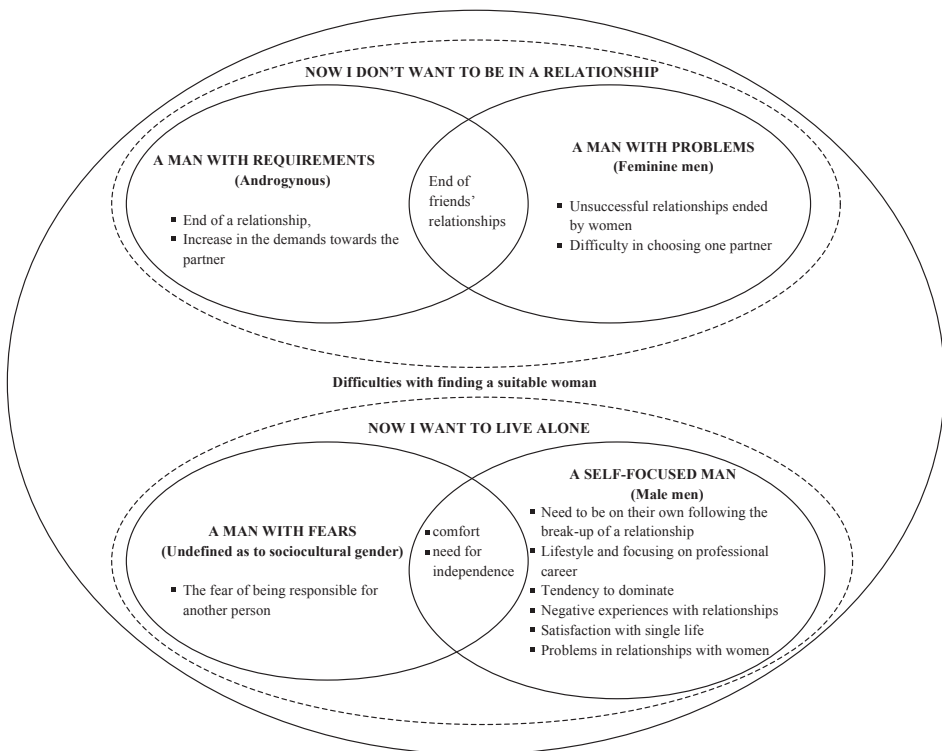 NOW I DON'T WANT TO BE IN A RELATIONSHIP
A MAN WITH REQUIREMENTS
(Androgynous)
▪ End of a relationship,
▪ Increase in the demands towards the
partner
End of
friends'
relationships
A MAN WITH PROBLEMS
(Feminine men)
▪ Unsuccessful relationships ended
by women
▪ Difficulty in choosing one partner
Difficulties with finding a suitable woman
NOW I WANT TO LIVE ALONE
A MAN WITH FEARS
(Undefined as to sociocultural gender)
▪ The fear of being responsible for
another person
▪ comfort
▪ need for
independence
A SELF-FOCUSED MAN
(Male men)
▪ Need to be on their own following the
break-up of a relationship
▪ Lifestyle and focusing on professional
career
▪ Tendency to dominate
▪ Negative experiences with relationships
▪ Satisfaction with single life
▪ Problems in relationships with women